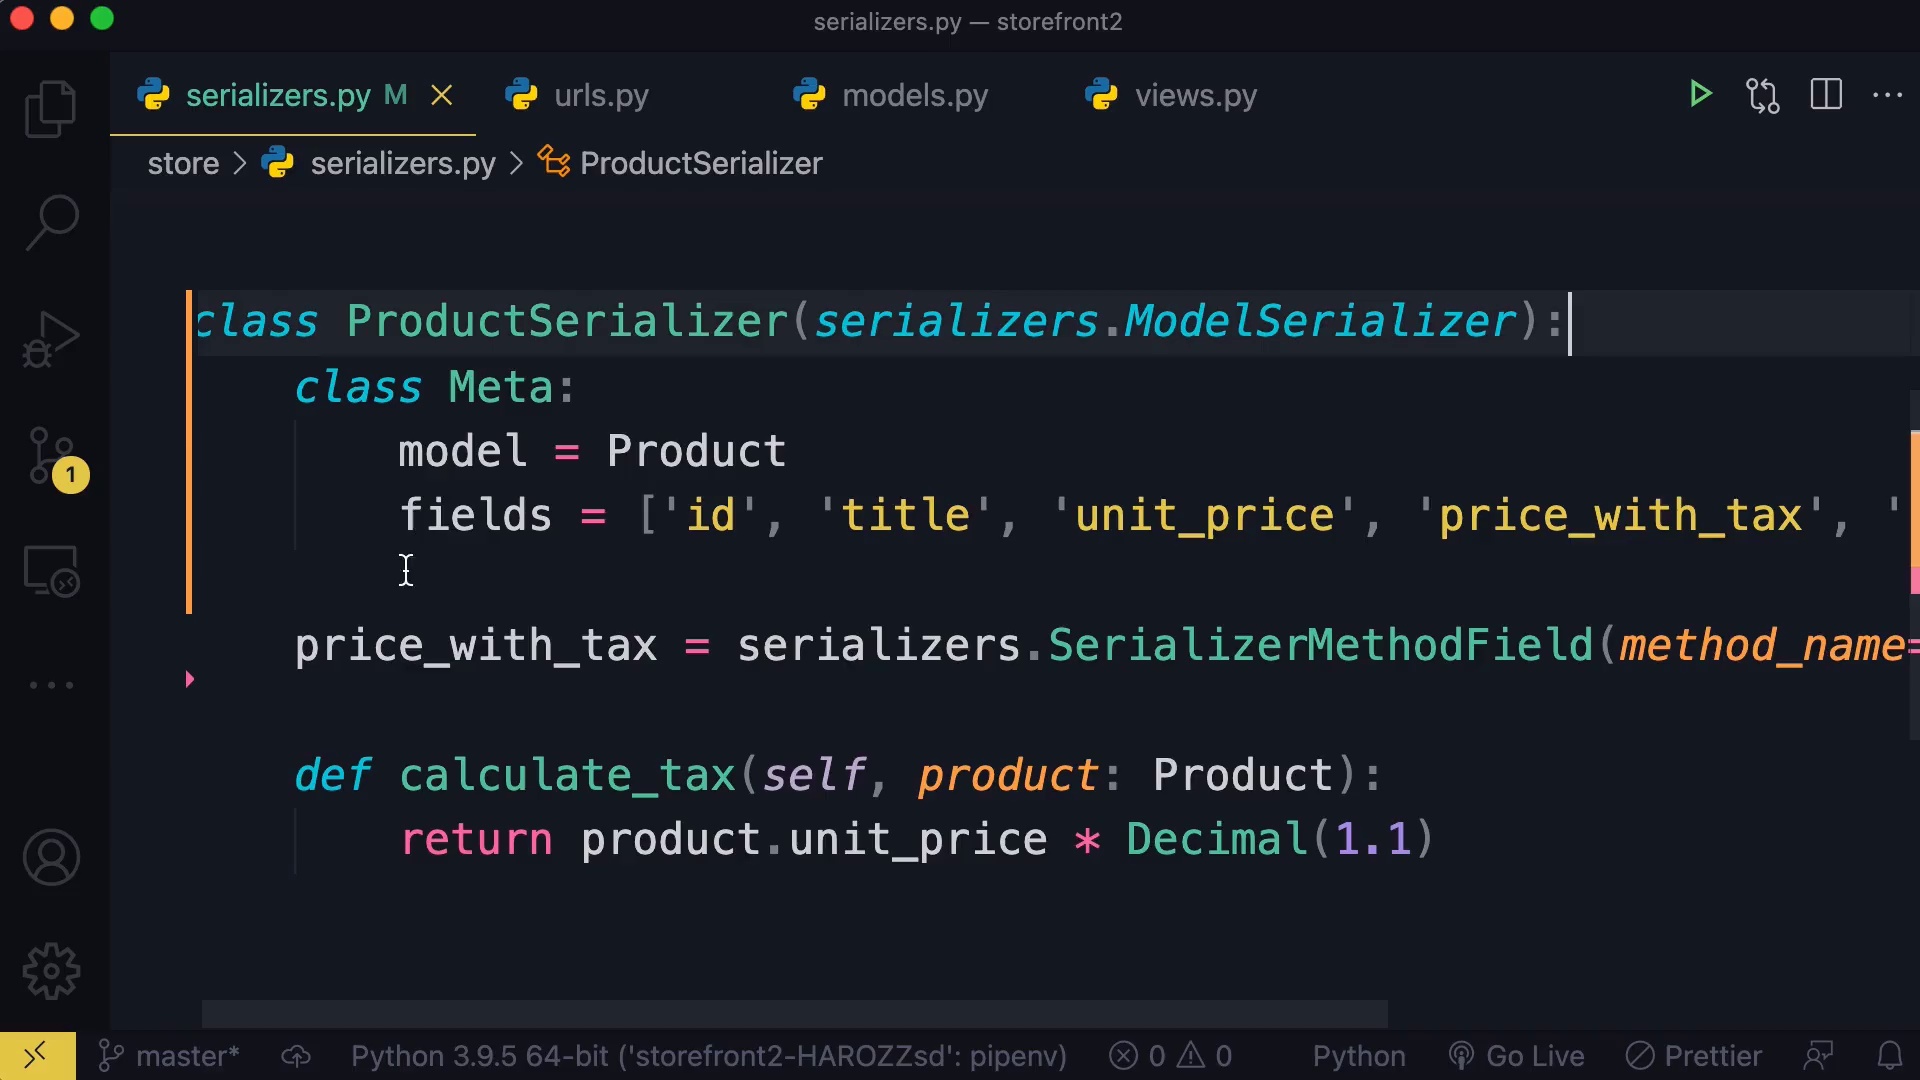 serializers.py — storefront2
serializers.py M urls.py models.py views.py
store > serializers.py > ProductSerializer
class ProductSerializer(serializers.ModelSerializer):
class Meta:
model = Product
fields = ['id', 'title', 'unit_price', 'price_with_tax', '
price_with_tax = serializers.SerializerMethodField(method_name=
def calculate_tax(self, product: Product):
return product.unit_price * Decimal(1.1)
1
master* Python 3.9.5 64-bit ('storefront2-HAROZZsd': pipenv) 0 0 Python Go Live Prettier